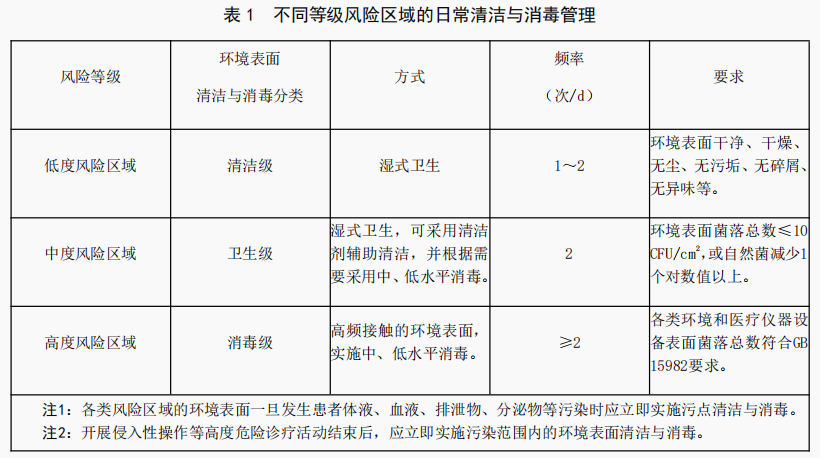 表 1 不同等级风险区域的日常清洁与消毒管理
风险等级
环境表面
清洁与消毒分类
方式
频率
（次/d）
要求
低度风险区域
清洁级
湿式卫生
1～2
环境表面干净、干燥、
无尘、无污垢、无碎屑、
无异味等。
中度风险区域
卫生级
湿式卫生，可采用清洁
剂辅助清洁，并根据需
要采用中、低水平消毒。
2
环境表面菌落总数≤10
CFU/cm²,或自然菌减少1
个对数值以上。
高度风险区域
消毒级
高频接触的环境表面，
实施中、低水平消毒。
≥2
各类环境和医疗仪器设
备表面菌落总数符合GB
15982要求。
注1：各类风险区域的环境表面一旦发生患者体液、血液、排泄物、分泌物等污染时应立即实施污点清洁与消毒。
注2：开展侵入性操作等高度危险诊疗活动结束后，应立即实施污染范围内的环境表面清洁与消毒。